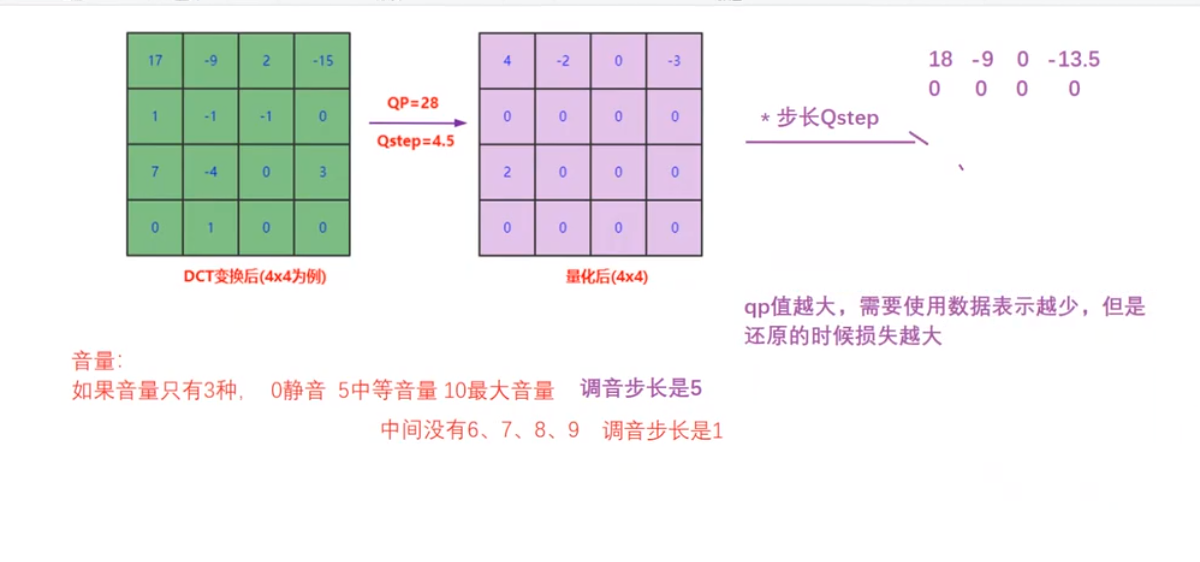 17 -9 2 -15
1 -1 -1 0
7 -4 0 3
0 1 0 0
DCT变换后(4x4为例)
QP=28
Qstep=4.5
4 -2 0 -3
0 0 0 0
2 0 0 0
0 0 0 0
量化后(4x4)
* 步长Qstep
18 -9 0 -13.5
0 0 0 0
qp值越大，需要使用数据表示越少，但是
还原的时候损失越大
音量：
如果音量只有3种， 0静音 5中等音量 10最大音量 调音步长是5
中间没有6、7、8、9 调音步长是1